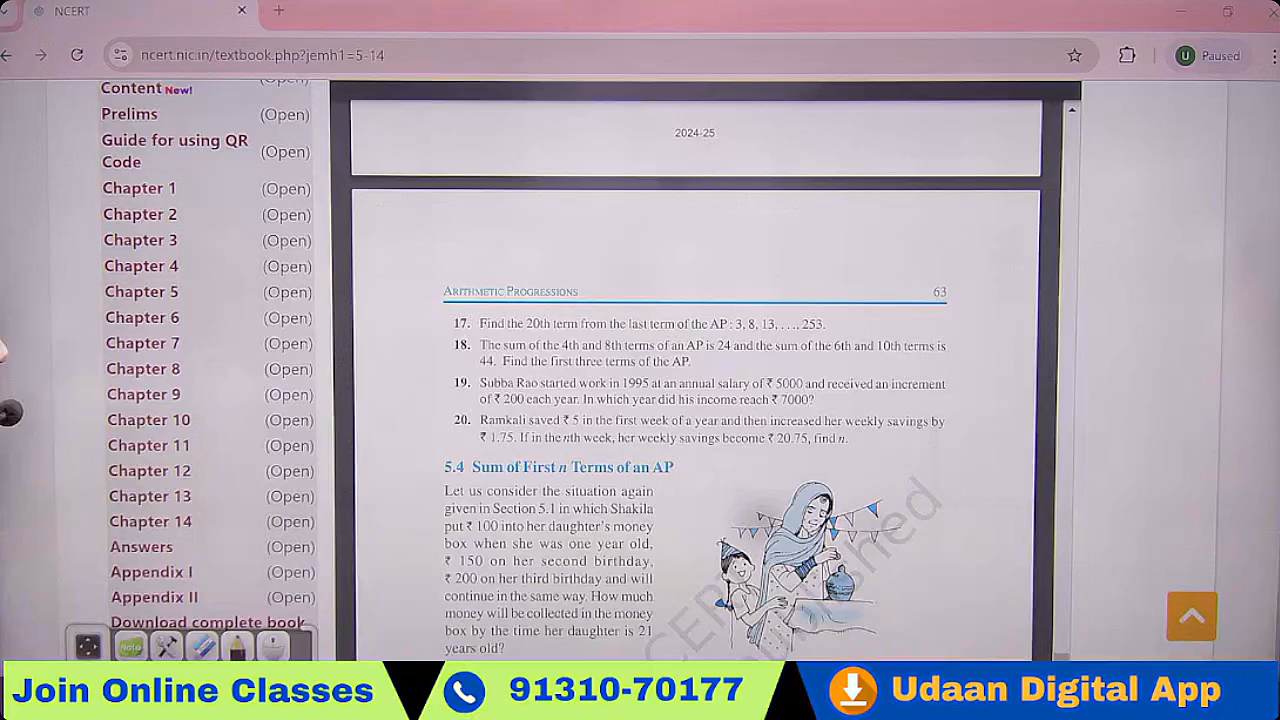 NCERT
ncert.nic.in/textbook.php?jemh1=5-14
U Paused
Content New! (Open)
Prelims (Open)
Guide for using QR
Code (Open)
Chapter 1 (Open)
Chapter 2 (Open)
Chapter 3 (Open)
Chapter 4 (Open)
Chapter 5 (Open)
Chapter 6 (Open)
Chapter 7 (Open)
Chapter 8 (Open)
Chapter 9 (Open)
Chapter 10 (Open)
Chapter 11 (Open)
Chapter 12 (Open)
Chapter 13 (Open)
Chapter 14 (Open)
Answers (Open)
Appendix I (Open)
Appendix II (Open)
Download complete book
Note
2024-25
ARITHMETIC PROGRESSIONS 63
17. Find the 20th term from the last term of the AP : 3, 8, 13, . . ., 253.
18. The sum of the 4th and 8th terms of an AP is 24 and the sum of the 6th and 10th terms is
44. Find the first three terms of the AP.
19. Subba Rao started work in 1995 at an annual salary of ₹ 5000 and received an increment
of ₹ 200 each year. In which year did his income reach ₹ 7000?
20. Ramkali saved ₹ 5 in the first week of a year and then increased her weekly savings by
₹ 1.75. If in the nth week, her weekly savings become ₹ 20.75, find n.
5.4 Sum of First n Terms of an AP
Let us consider the situation again
given in Section 5.1 in which Shakila
put ₹ 100 into her daughter's money
box when she was one year old,
₹ 150 on her second birthday,
₹ 200 on her third birthday and will
continue in the same way. How much
money will be collected in the money
box by the time her daughter is 21
years old?
Join Online Classes
91310-70177
Udaan Digital App